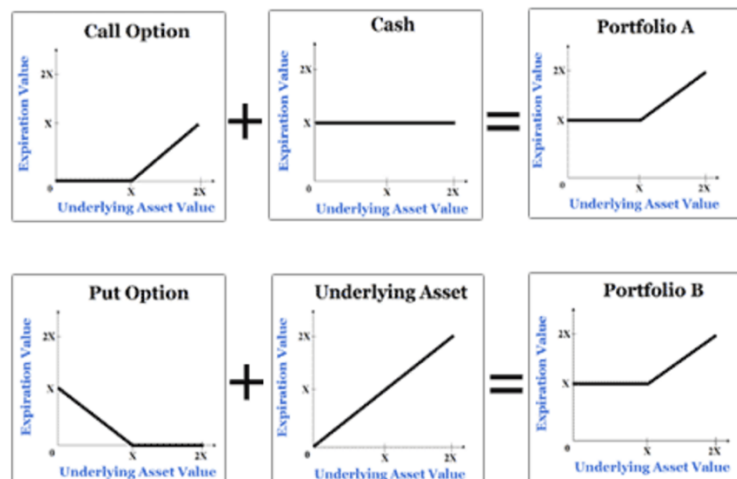 Call Option
Expiration Value
2X
X
0
X
2X
Underlying Asset Value
+
Cash
Expiration Value
2X
X
0
X
2X
Underlying Asset Value
=
Portfolio A
Expiration Value
2X
X
0
X
2X
Underlying Asset Value
Put Option
Expiration Value
2X
X
0
X
2X
Underlying Asset Value
+
Underlying Asset
Expiration Value
2X
X
0
X
2X
Underlying Asset Value
=
Portfolio B
Expiration Value
2X
X
0
X
2X
Underlying Asset Value